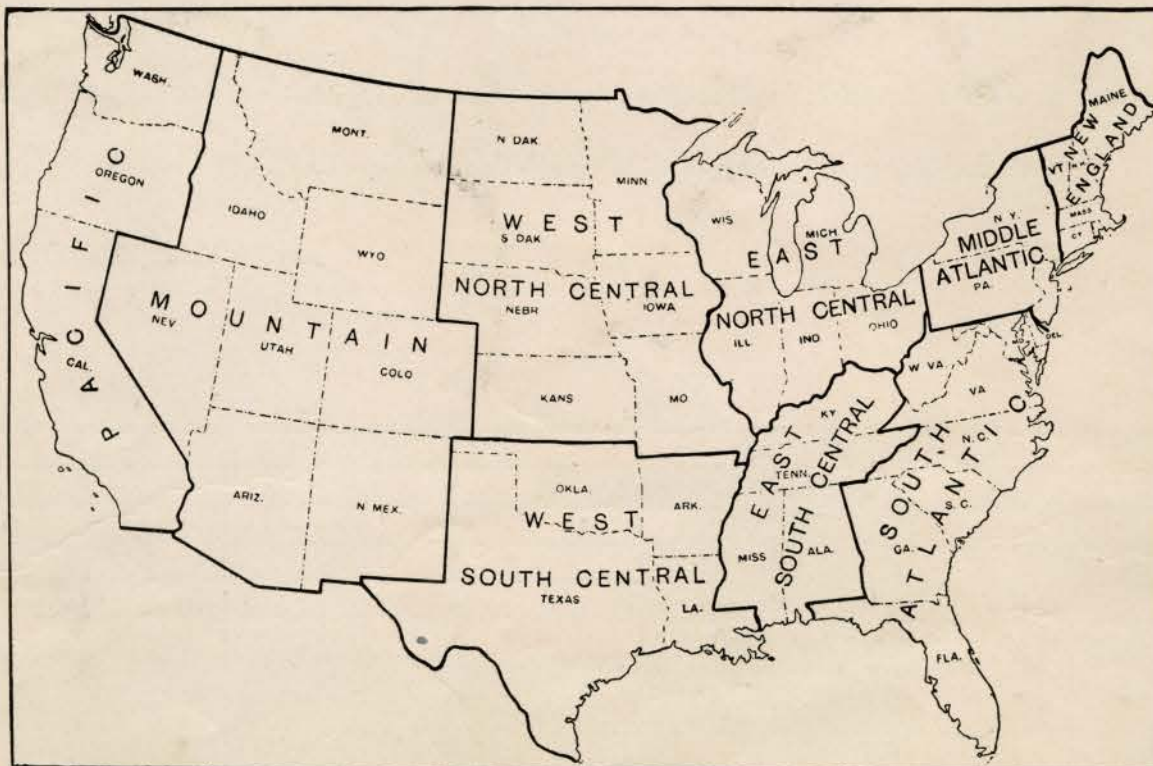 WASH.
OREGON
CAL.
PACIFIC
MOUNTAIN
MONT.
IDAHO
WYO
NEV
UTAH
COLO
ARIZ.
N MEX.
WEST
NORTH CENTRAL
N DAK
S DAK
MINN
NEBR
IOWA
KANS
MO
EAST
NORTH CENTRAL
WIS
MICH
ILL
IND
OHIO
WEST
SOUTH CENTRAL
OKLA.
ARK.
TEXAS
LA.
EAST
SOUTH CENTRAL
KY
TENN.
MISS
ALA.
SOUTH
ATLANTIC
W VA.
VA
N.C.
S.C.
GA.
FLA.
DEL
MIDDLE
ATLANTIC
N.Y.
PA.
NEW
ENGLAND
MAINE
VT
MASS
CT